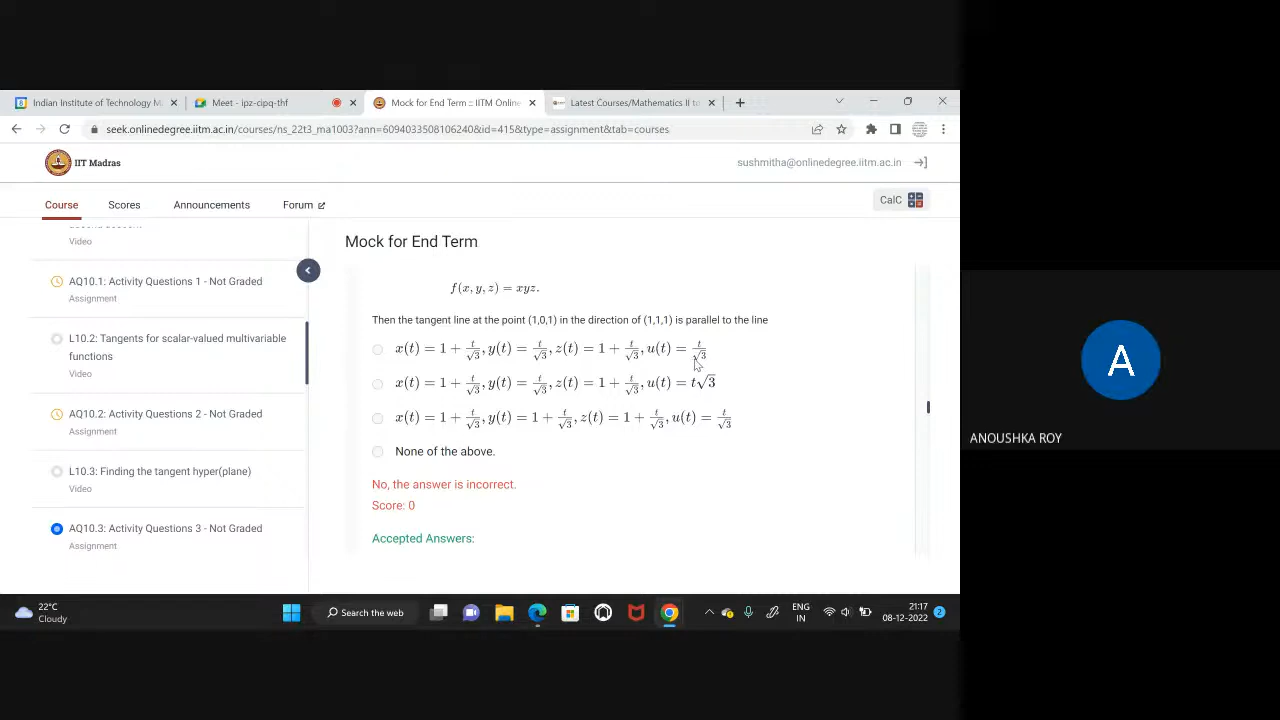 Indian Institute of Technology M
Meet - ipz-cipq-thf
Mock for End Term :: IITM Online
Latest Courses/Mathematics II to
seek.onlinedegree.iitm.ac.in/courses/ns_22t3_ma1003?ann=6094033508106240&id=415&type=assignment&tab=courses
IIT Madras
sushmitha@onlinedegree.iitm.ac.in
Course Scores Announcements Forum
CalC
Video
AQ10.1: Activity Questions 1 - Not Graded
Assignment
L10.2: Tangents for scalar-valued multivariable
functions
Video
AQ10.2: Activity Questions 2 - Not Graded
Assignment
L10.3: Finding the tangent hyper(plane)
Video
AQ10.3: Activity Questions 3 - Not Graded
Assignment
Mock for End Term
f(x, y, z) = xyz.
Then the tangent line at the point (1,0,1) in the direction of (1,1,1) is parallel to the line
x(t) = 1 + t/√3, y(t) = t/√3, z(t) = 1 + t/√3, u(t) = t/√3
x(t) = 1 + t/√3, y(t) = t/√3, z(t) = 1 + t/√3, u(t) = t√3
x(t) = 1 + t/√3, y(t) = 1 + t/√3, z(t) = 1 + t/√3, u(t) = t/√3
None of the above.
No, the answer is incorrect.
Score: 0
Accepted Answers:
A
ANOUSHKA ROY
22°C
Cloudy
Search the web
ENG
IN
21:17
08-12-2022
2